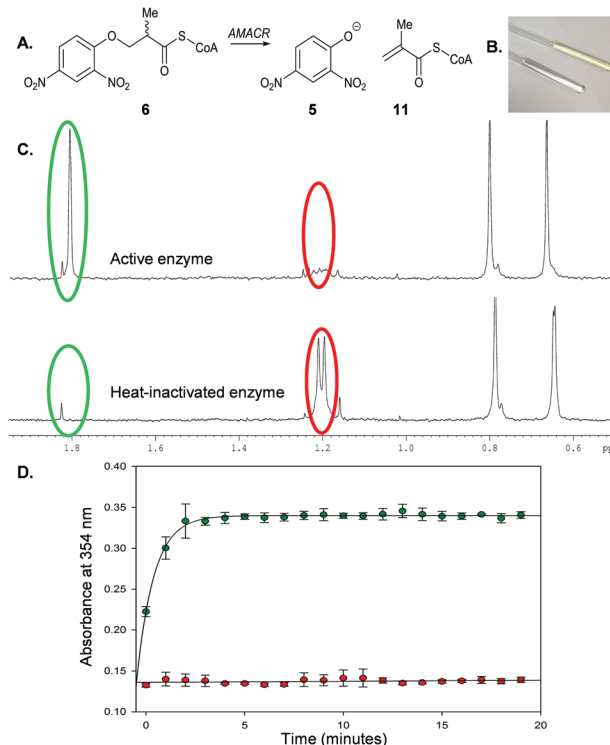 A.
Me
AMACR
Me
B.
O
S
CoA
O
O₂N
NO₂
6
O⊖
O₂N
NO₂
5
S
CoA
O
11
C.
Active enzyme
Heat-inactivated enzyme
1.8
1.6
1.4
1.2
1.0
0.8
0.6
D.
Absorbance at 354 nm
0.40
0.35
0.30
0.25
0.20
0.15
0.10
0
5
10
15
20
Time (minutes)